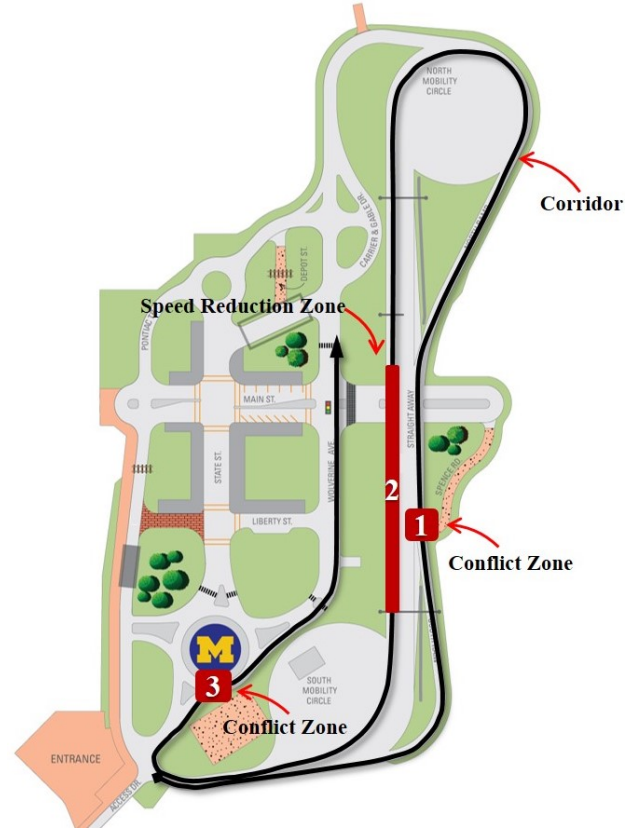 NORTH
MOBILITY
CIRCLE
Corridor
CARRIER & GABLE DR.
DEPOT ST.
Speed Reduction Zone
PONTIAC
MAIN ST.
STRAIGHT AWAY
WOLVERINE AVE
STATE ST.
SPENCE RD
2
1
LIBERTY ST.
Conflict Zone
M
3
SOUTH
MOBILITY
CIRCLE
Conflict Zone
ENTRANCE
ACCESS DR.